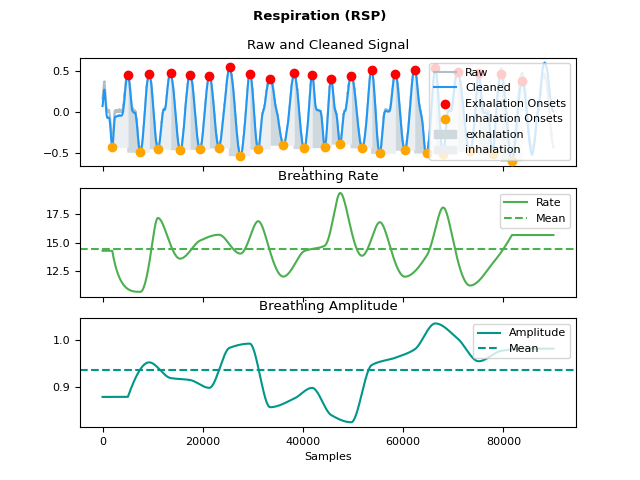 Respiration (RSP)
Raw and Cleaned Signal
0.5
0.0
−0.5
Raw
Cleaned
Exhalation Onsets
Inhalation Onsets
exhalation
inhalation
Breathing Rate
17.5
15.0
12.5
Rate
Mean
Breathing Amplitude
1.0
0.9
Amplitude
Mean
0
20000
40000
60000
80000
Samples